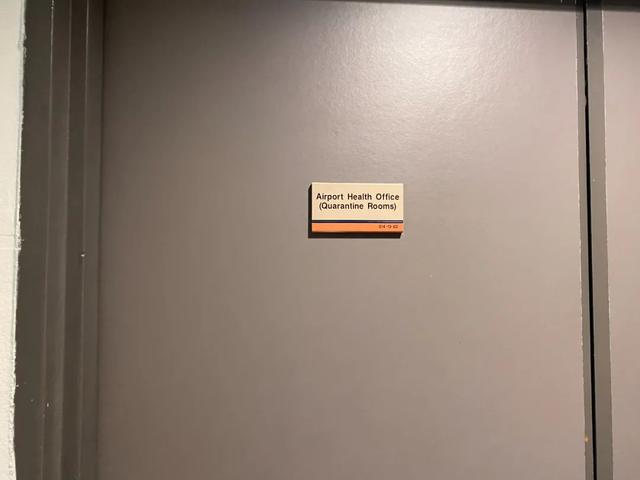 Airport Health Office
(Quarantine Rooms)